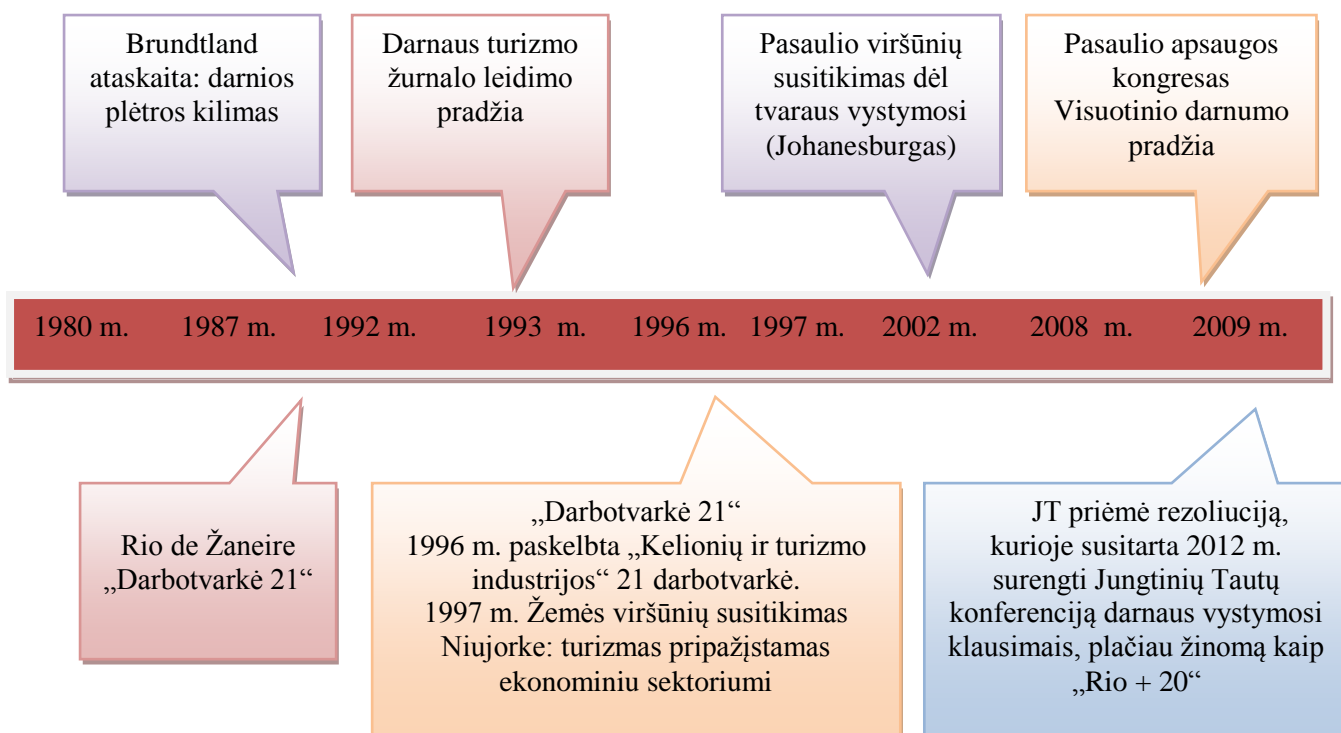 Brundtland
ataskaita: darnios
plėtros kilimas
Darnaus turizmo
žurnalo leidimo
pradžia
Pasaulio viršūnių
susitikimas dėl
tvaraus vystymosi
(Johanesburgas)
Pasaulio apsaugos
kongresas
Visuotinio darnumo
pradžia
1980 m. 1987 m. 1992 m. 1993 m. 1996 m. 1997 m. 2002 m. 2008 m. 2009 m.
Rio de Žaneire
„Darbotvarkė 21“
„Darbotvarkė 21“
1996 m. paskelbta „Kelionių ir turizmo
industrijos“ 21 darbotvarkė.
1997 m. Žemės viršūnių susitikimas
Niujorke: turizmas pripažįstamas
ekonominiu sektoriumi
JT priėmė rezoliuciją,
kurioje susitarta 2012 m.
surengti Jungtinių Tautų
konferenciją darnaus vystymosi
klausimais, plačiau žinomą kaip
„Rio + 20“